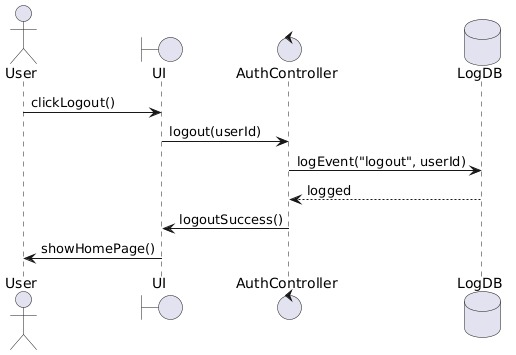 User
UI
AuthController
LogDB
clickLogout()
logout(userId)
logEvent("logout", userId)
logged
logoutSuccess()
showHomePage()
User
UI
AuthController
LogDB